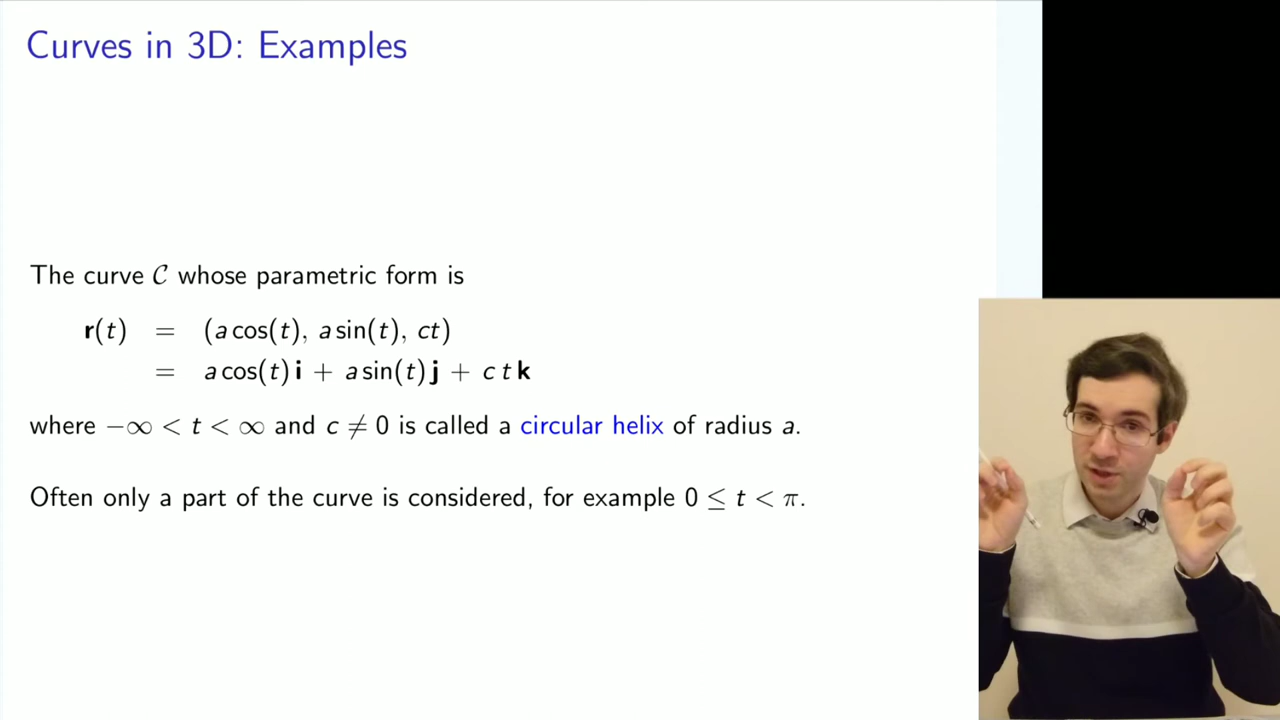 Curves in 3D: Examples
The curve 𝒞 whose parametric form is
r(t) = (a cos(t), a sin(t), ct)
= a cos(t) i + a sin(t) j + c t k
where −∞ < t < ∞ and c ≠ 0 is called a circular helix of radius a.
Often only a part of the curve is considered, for example 0 ≤ t < π.